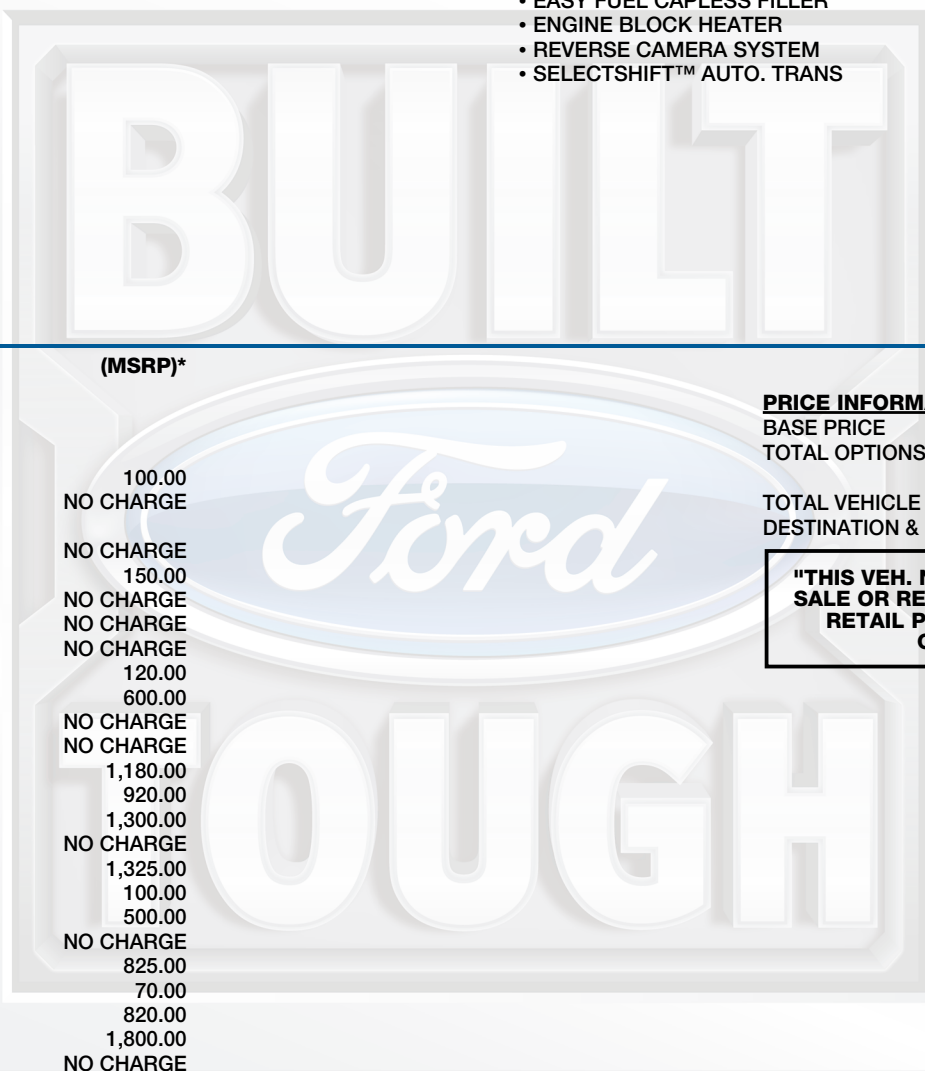 • EASY FUEL CAPLESS FILLER
• ENGINE BLOCK HEATER
• REVERSE CAMERA SYSTEM
• SELECTSHIFT™ AUTO. TRANS
BUILT
Ford
TOUGH
(MSRP)*
100.00
NO CHARGE
NO CHARGE
150.00
NO CHARGE
NO CHARGE
NO CHARGE
120.00
600.00
NO CHARGE
NO CHARGE
1,180.00
920.00
1,300.00
NO CHARGE
1,325.00
100.00
500.00
NO CHARGE
825.00
70.00
820.00
1,800.00
NO CHARGE
PRICE INFORM
BASE PRICE
TOTAL OPTIONS
TOTAL VEHICLE
DESTINATION &
"THIS VEH.
SALE OR RE
RETAIL P